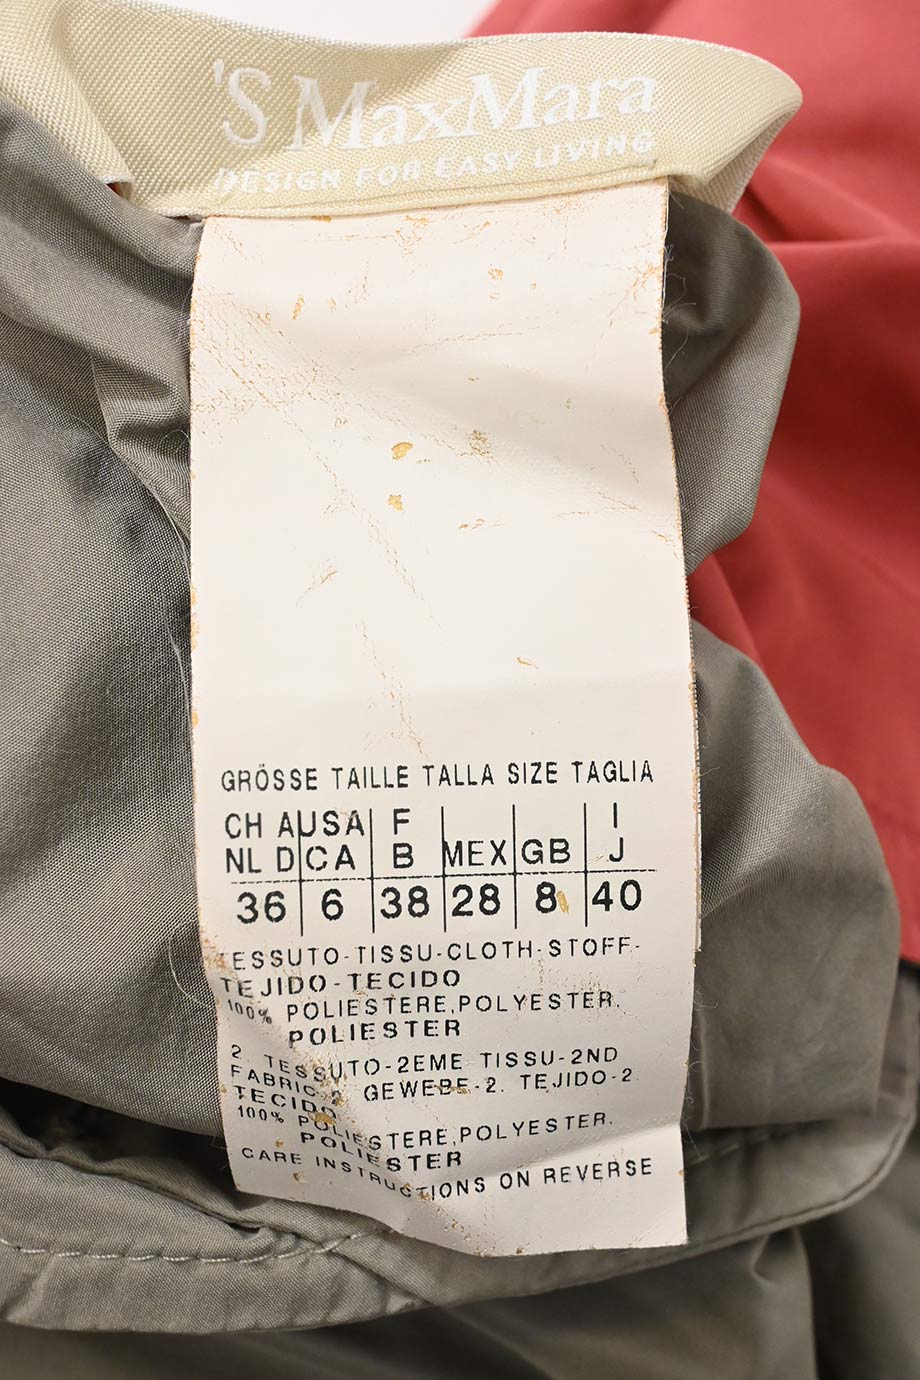 'S MaxMara
DESIGN FOR EASY LIVING
GRÖSSE TAILLE TALLA SIZE TAGLIA
CH A USA F I
NL D CA B MEX GB J
36 6 38 28 8 40
TESSUTO-TISSU-CLOTH-STOFF-
TEJIDO-TECIDO
100% POLIESTERE,POLYESTER,
POLIESTER
2. TESSUTO-2EME TISSU-2ND
FABRIC-2. GEWEBE-2. TEJIDO-2.
TECIDO
100% POLIESTERE,POLYESTER,
POLIESTER
CARE INSTRUCTIONS ON REVERSE